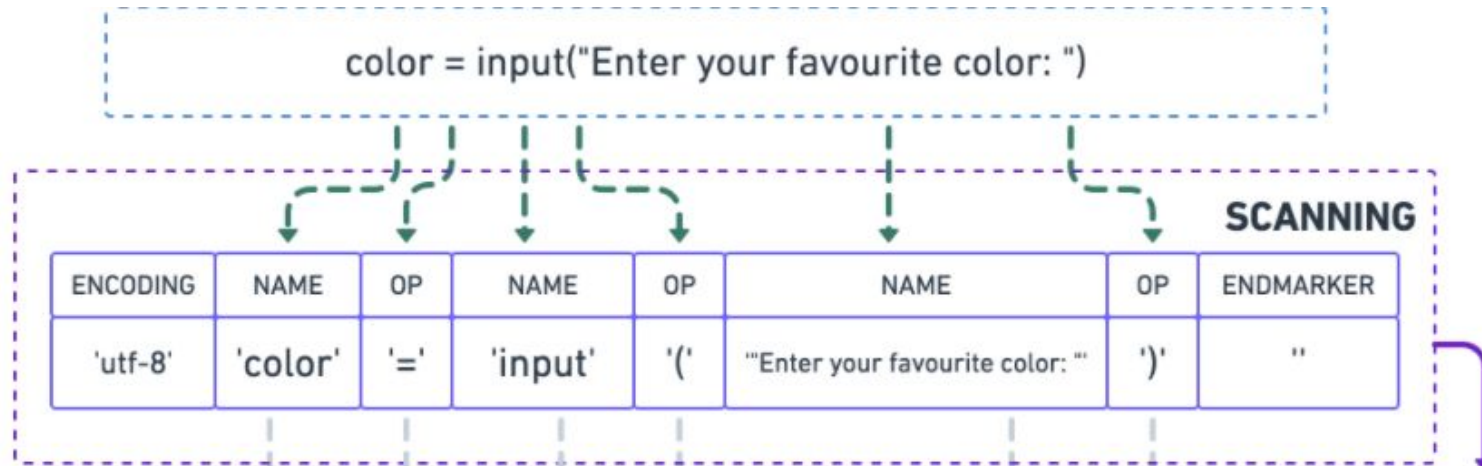 color = input("Enter your favourite color: ")
SCANNING
ENCODING NAME OP NAME OP NAME OP ENDMARKER
'utf-8' 'color' '=' 'input' '(' '"Enter your favourite color: "' ')' ''